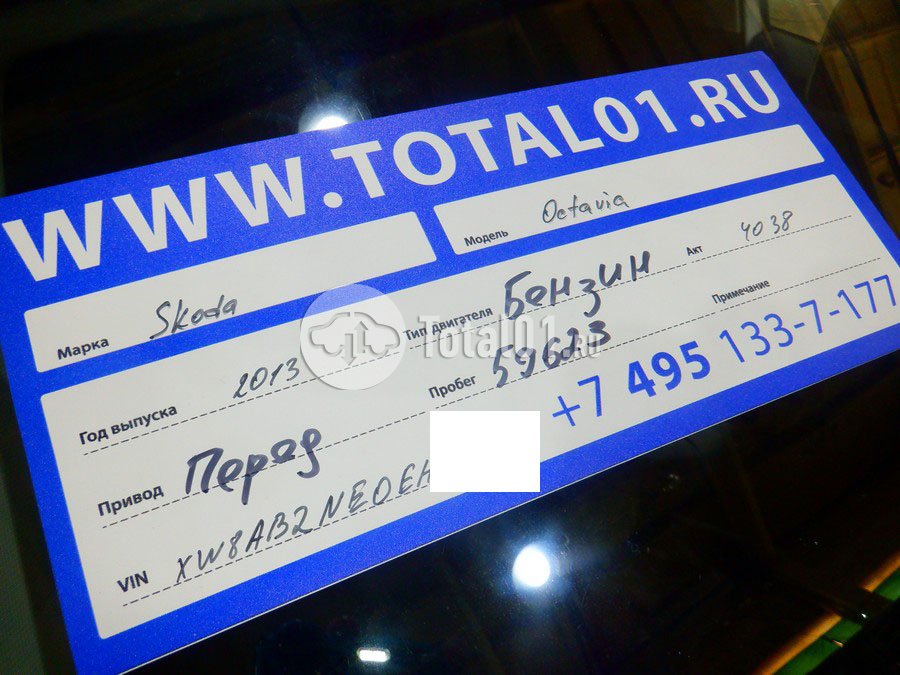 WWW.TOTAL01.RU
Марка Skoda Модель Octavia
Год выпуска 2013 Тип двигателя Бензин Акт 4038
Привод Перед Пробег 59623 Примечание
VIN XW8AB2NEOEH
+7 495 133-7-177
Total01.ru